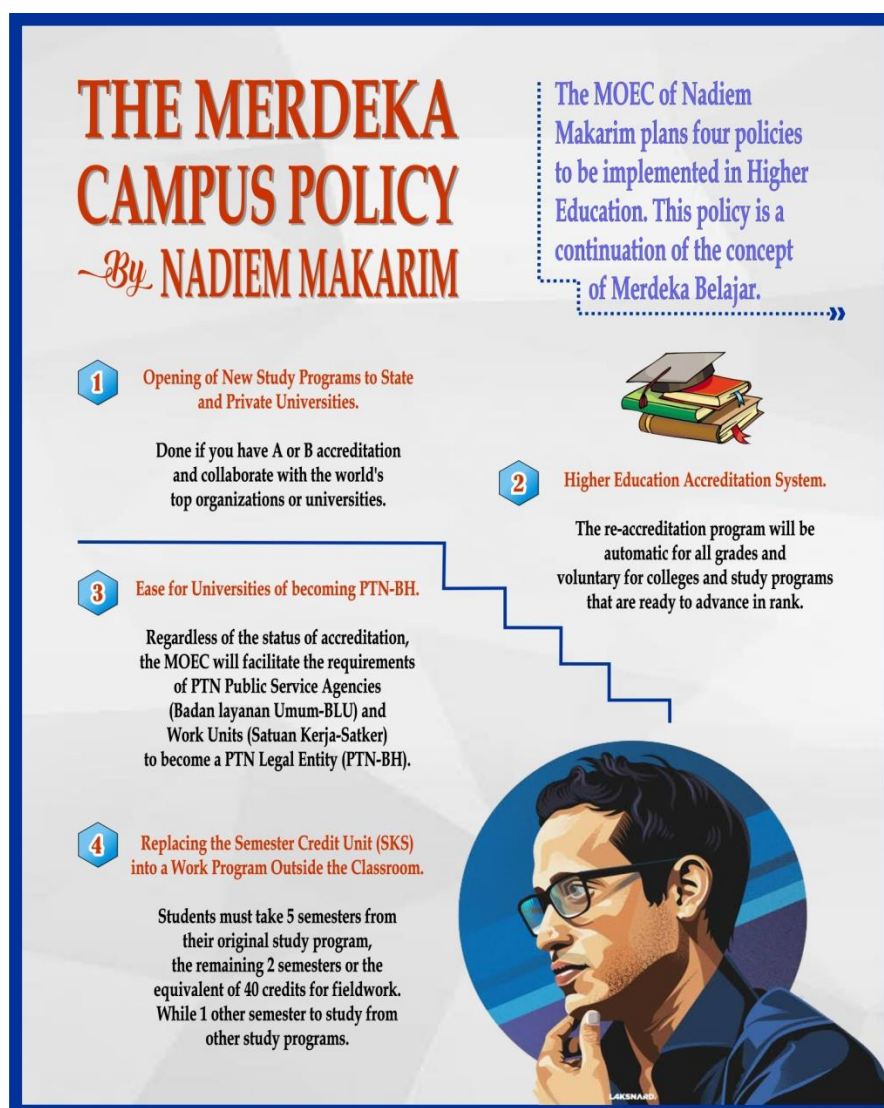 THE MERDEKA
CAMPUS POLICY
By NADIEM MAKARIM
The MOEC of Nadiem
Makarim plans four policies
to be implemented in Higher
Education. This policy is a
continuation of the concept
of Merdeka Belajar.
1
Opening of New Study Programs to State
and Private Universities.
Done if you have A or B accreditation
and collaborate with the world's
top organizations or universities.
2
Higher Education Accreditation System.
The re-accreditation program will be
automatic for all grades and
voluntary for colleges and study programs
that are ready to advance in rank.
3
Ease for Universities of becoming PTN-BH.
Regardless of the status of accreditation,
the MOEC will facilitate the requirements
of PTN Public Service Agencies
(Badan layanan Umum-BLU) and
Work Units (Satuan Kerja-Satker)
to become a PTN Legal Entity (PTN-BH).
4
Replacing the Semester Credit Unit (SKS)
into a Work Program Outside the Classroom.
Students must take 5 semesters from
their original study program,
the remaining 2 semesters or the
equivalent of 40 credits for fieldwork.
While 1 other semester to study from
other study programs.
LAKSNARD.